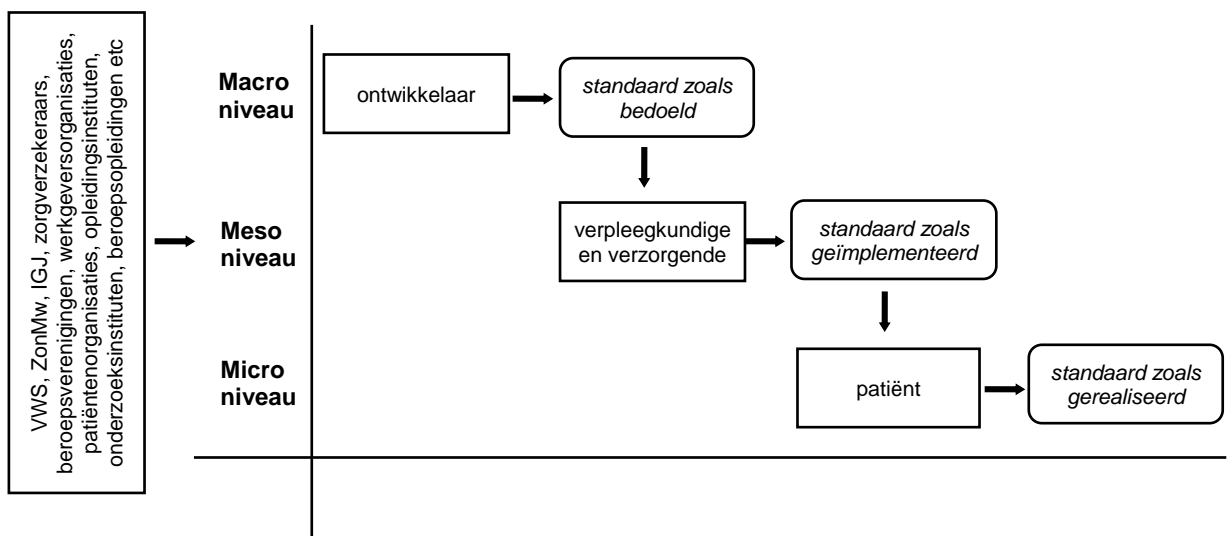 VWS, ZonMw, IGJ, zorgverzekeraars,
beroepsverenigingen, werkgeversorganisaties,
patiëntenorganisaties, opleidingsinstituten,
onderzoeksinstituten, beroepsopleidingen etc
Macro
niveau
ontwikkelaar
standaard zoals
bedoeld
Meso
niveau
verpleegkundige
en verzorgende
standaard zoals
geïmplementeerd
Micro
niveau
patiënt
standaard zoals
gerealiseerd